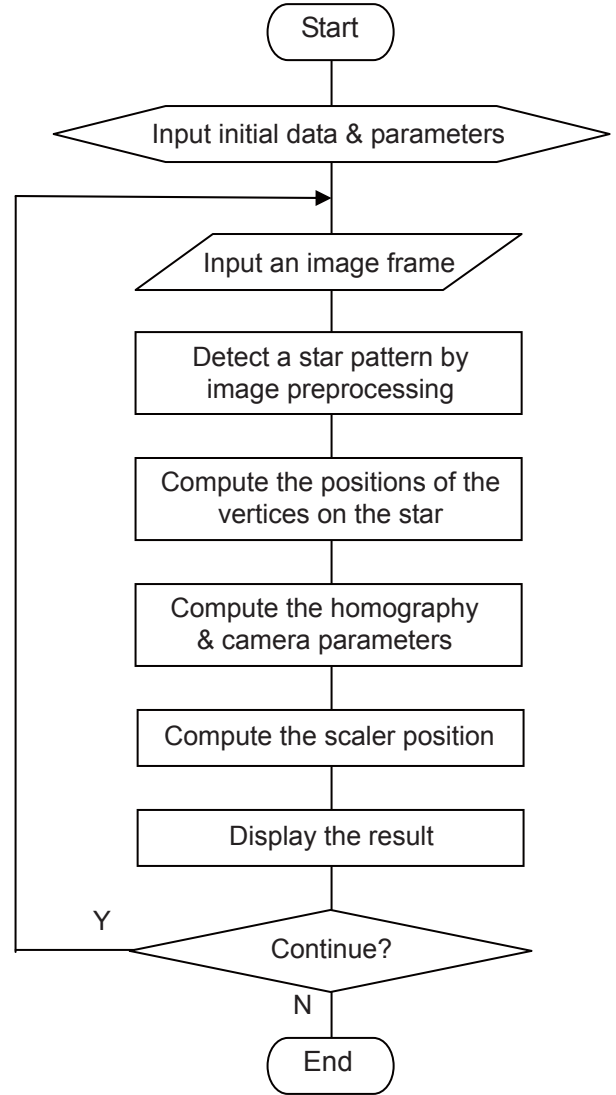 Start
Input initial data & parameters
Input an image frame
Detect a star pattern by
image preprocessing
Compute the positions of the
vertices on the star
Compute the homography
& camera parameters
Compute the scaler position
Display the result
Y
Continue?
N
End